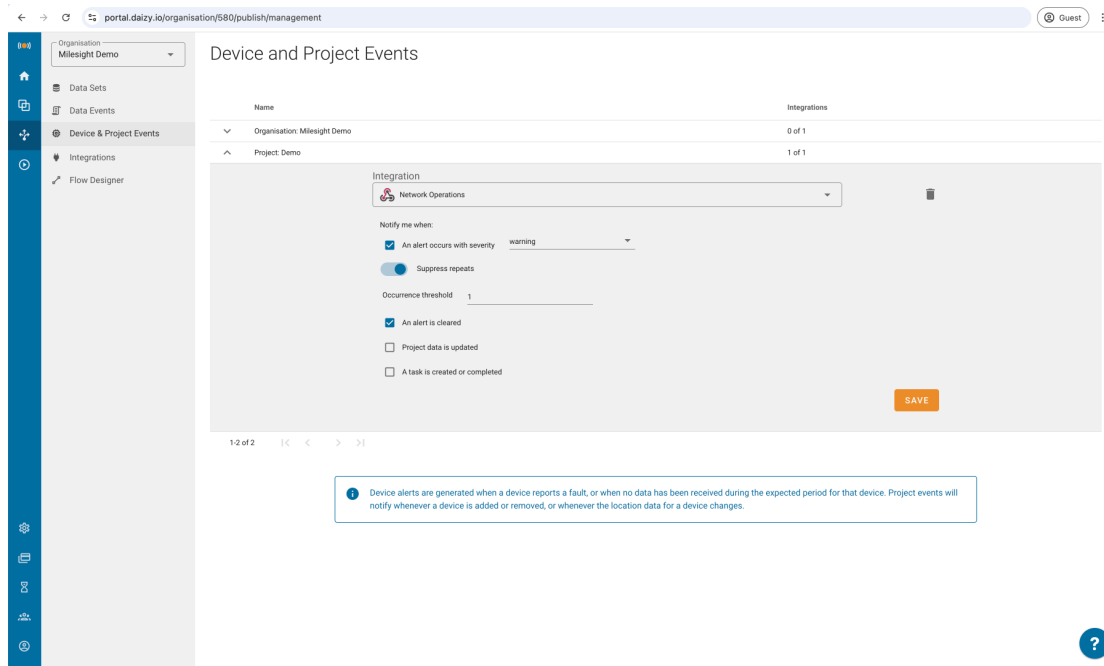 portal.daizy.io/organisation/580/publish/management
Guest
Organisation
Milesight Demo
Data Sets
Data Events
Device & Project Events
Integrations
Flow Designer
Device and Project Events
Name Integrations
Organisation: Milesight Demo 0 of 1
Project: Demo 1 of 1
Integration
Network Operations
Notify me when:
An alert occurs with severity warning
Suppress repeats
Occurrence threshold 1
An alert is cleared
Project data is updated
A task is created or completed
SAVE
1-2 of 2
Device alerts are generated when a device reports a fault, or when no data has been received during the expected period for that device. Project events will
notify whenever a device is added or removed, or whenever the location data for a device changes.
?